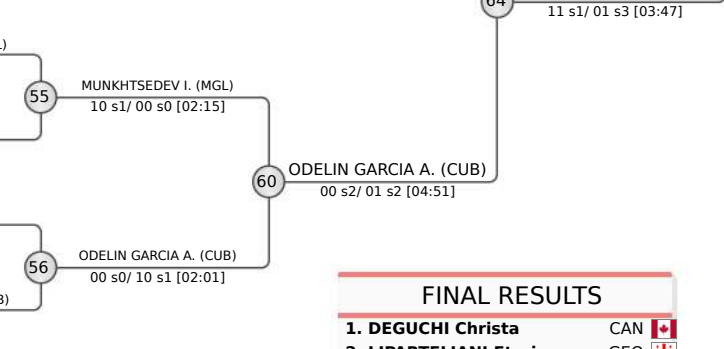 64
11 s1/ 01 s3 [03:47]
55
MUNKHTSEDEV I. (MGL)
10 s1/ 00 s0 [02:15]
60
ODELIN GARCIA A. (CUB)
00 s2/ 01 s2 [04:51]
56
ODELIN GARCIA A. (CUB)
00 s0/ 10 s1 [02:01]
FINAL RESULTS
1. DEGUCHI Christa CAN